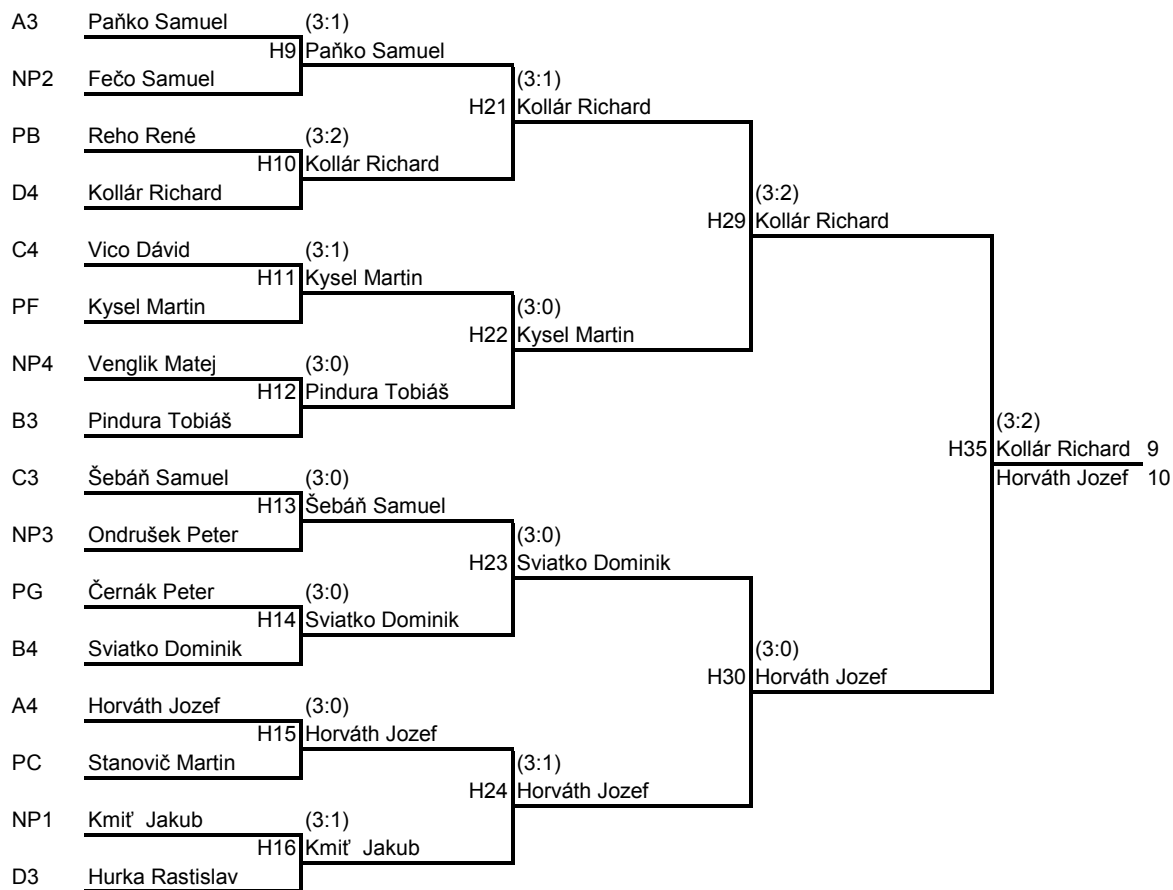 A3 Paňko Samuel (3:1)
H9 Paňko Samuel
NP2 Fečo Samuel (3:1)
H21 Kollár Richard
PB Reho René (3:2)
H10 Kollár Richard
D4 Kollár Richard (3:2)
H29 Kollár Richard
C4 Vico Dávid (3:1)
H11 Kysel Martin
PF Kysel Martin (3:0)
H22 Kysel Martin
NP4 Venglik Matej (3:0)
H12 Pindura Tobiáš
B3 Pindura Tobiáš (3:2)
H35 Kollár Richard 9
C3 Šebáň Samuel (3:0) Horváth Jozef 10
H13 Šebáň Samuel
NP3 Ondrušek Peter (3:0)
H23 Sviatko Dominik
PG Černák Peter (3:0)
H14 Sviatko Dominik
B4 Sviatko Dominik (3:0)
H30 Horváth Jozef
A4 Horváth Jozef (3:0)
H15 Horváth Jozef
PC Stanovič Martin (3:1)
H24 Horváth Jozef
NP1 Kmiť Jakub (3:1)
H16 Kmiť Jakub
D3 Hurka Rastislav